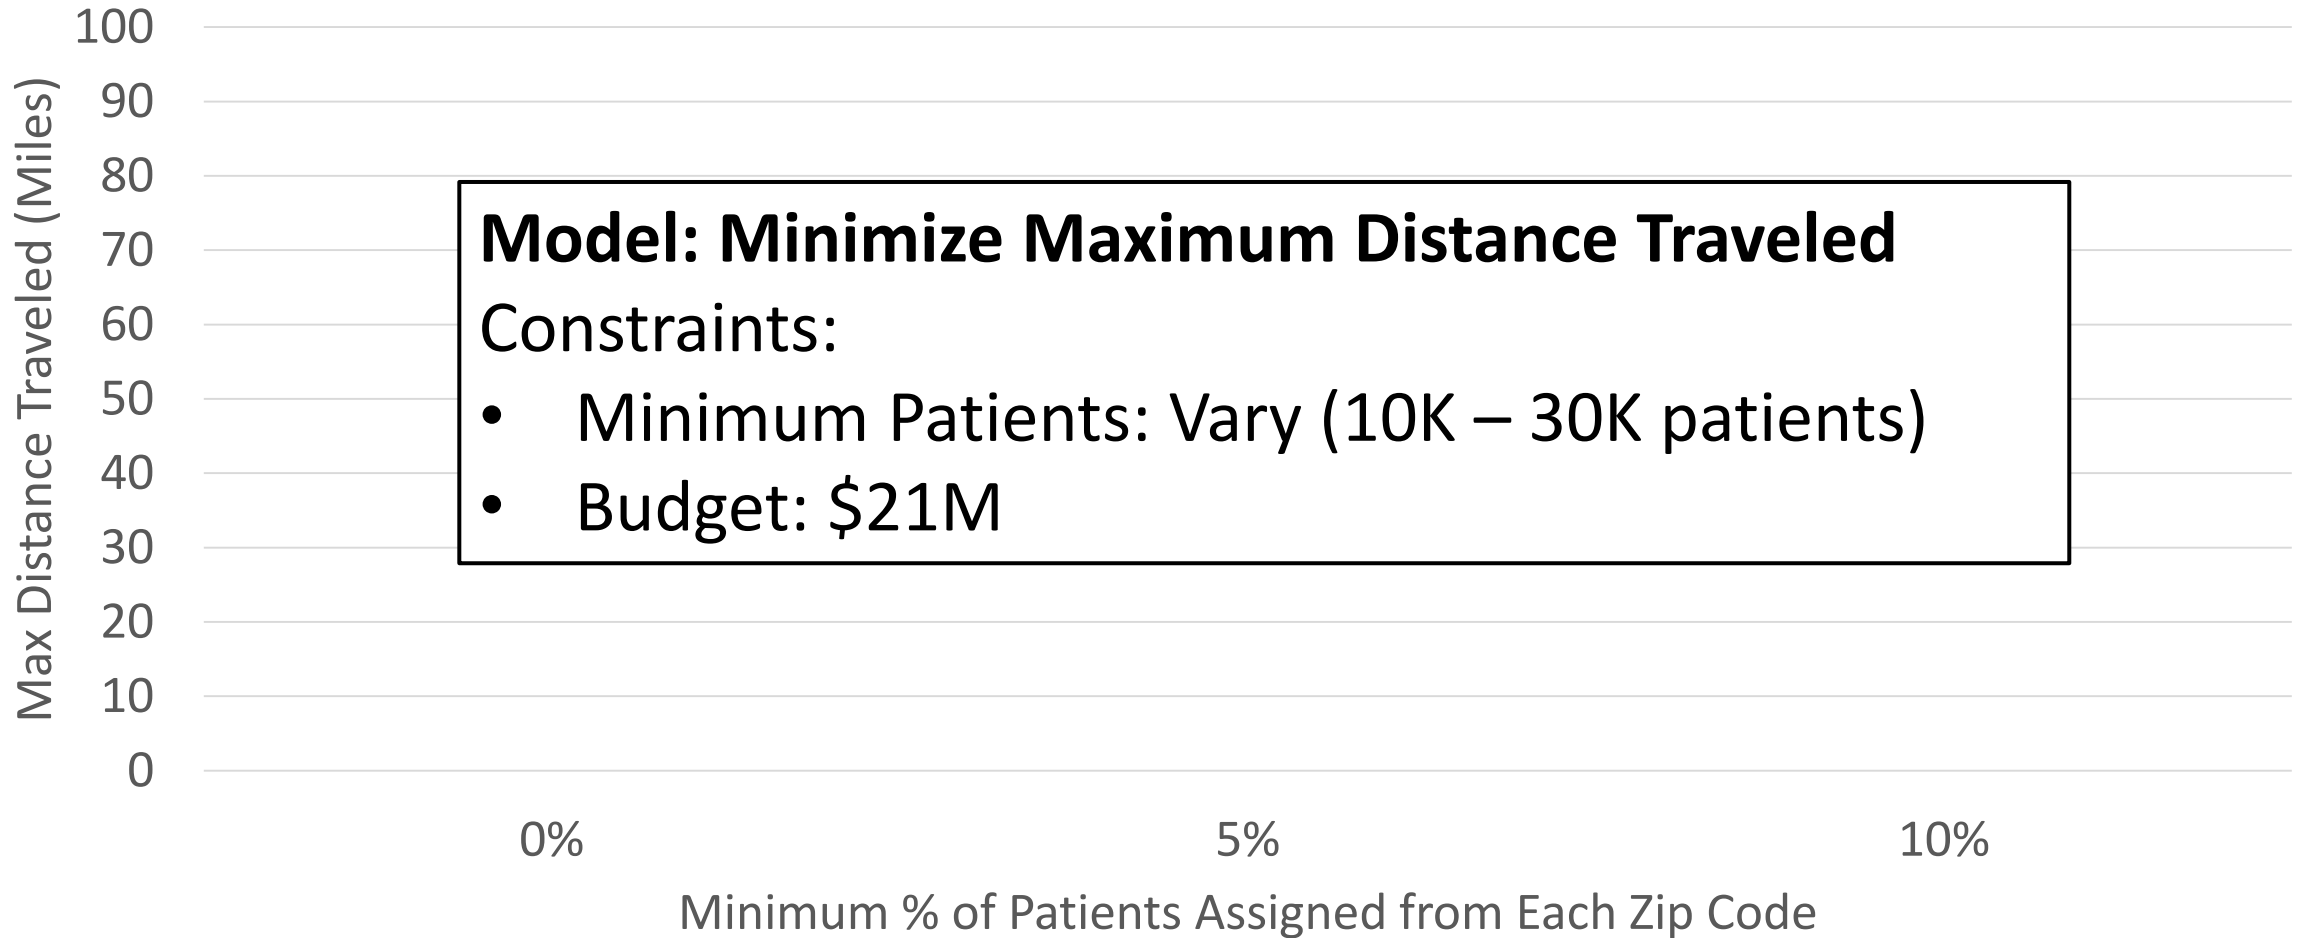 100
90
80
70
60
50
40
30
20
10
0
Max Distance Traveled (Miles)
Model: Minimize Maximum Distance Traveled
Constraints:
• Minimum Patients: Vary (10K – 30K patients)
• Budget: $21M
0% 5% 10%
Minimum % of Patients Assigned from Each Zip Code